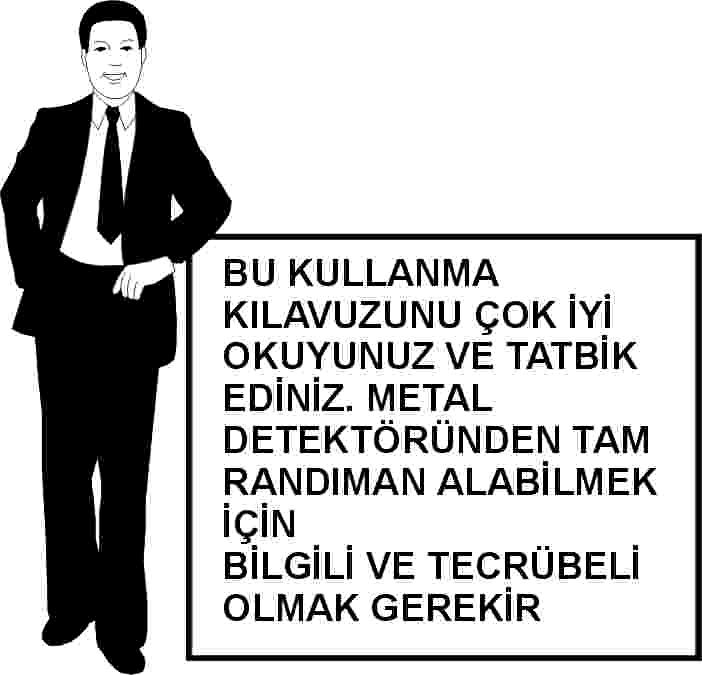 BU KULLANMA
KILAVUZUNU ÇOK İYİ
OKUYUNUZ VE TATBİK
EDİNİZ. METAL
DETEKTÖRÜNDEN TAM
RANDIMAN ALABİLMEK
İÇİN
BİLGİLİ VE TECRÜBELİ
OLMAK GEREKİR